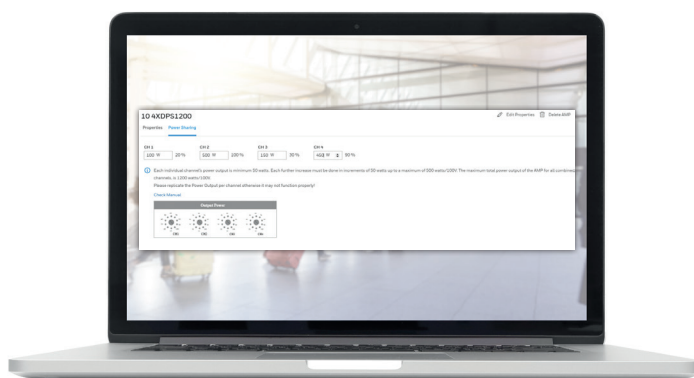 10 4XDPS1200
Edit Properties Delete AMP
Properties Power Sharing
CH 1 CH 2 CH 3 CH 4
100 W 20 % 500 W 100 % 150 W 30 % 450 W 90 %
Each individual channel's power output is minimum 50 watts. Each further increase must be done in increments of 50 watts up to a maximum of 500 watts/100V. The maximum total power output of the AMP for all combined
channels, is 1200 watts/100V.
Please replicate the Power Output per channel otherwise it may not function properly!
Check Manual
Output Power